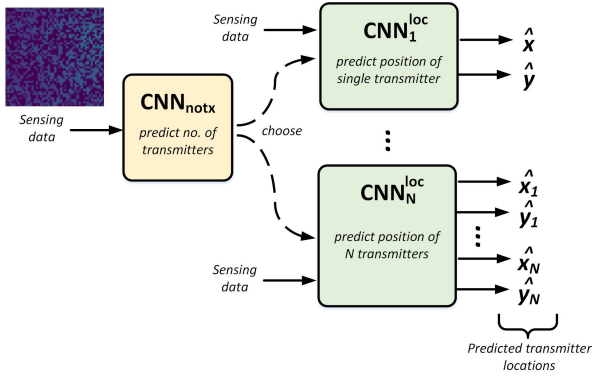 Sensing
data
CNN_notx
predict no. of
transmitters
choose
Sensing
data
CNN_1^loc
predict position of
single transmitter
x̂
ŷ
CNN_N^loc
predict position of
N transmitters
Sensing
data
x̂_1
ŷ_1
x̂_N
ŷ_N
Predicted transmitter
locations